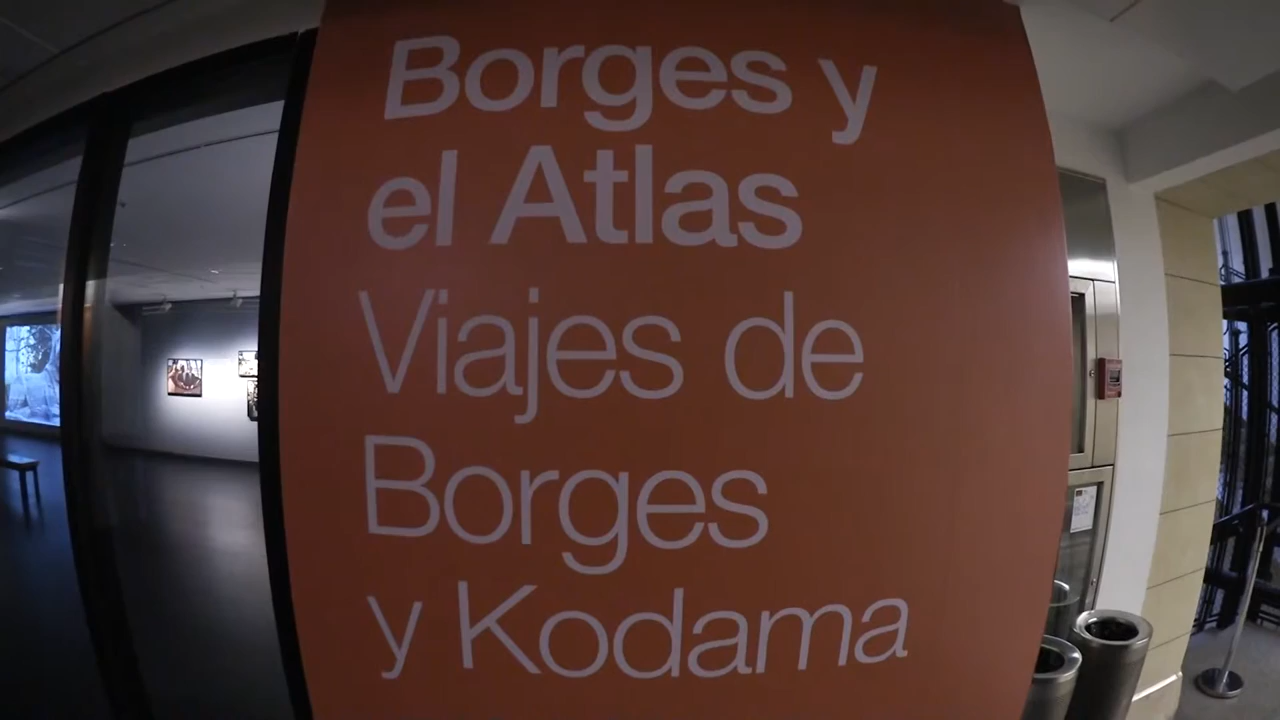 Borges y
el Atlas
Viajes de
Borges
y Kodama